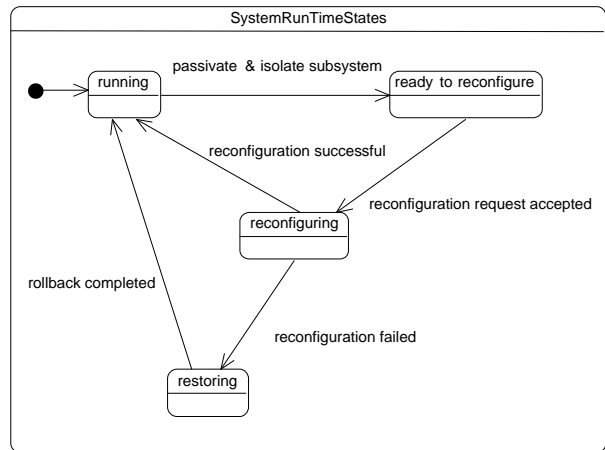 SystemRunTimeStates
passivate & isolate subsystem
running
ready to reconfigure
reconfiguration successful
reconfiguration request accepted
reconfiguring
rollback completed
reconfiguration failed
restoring